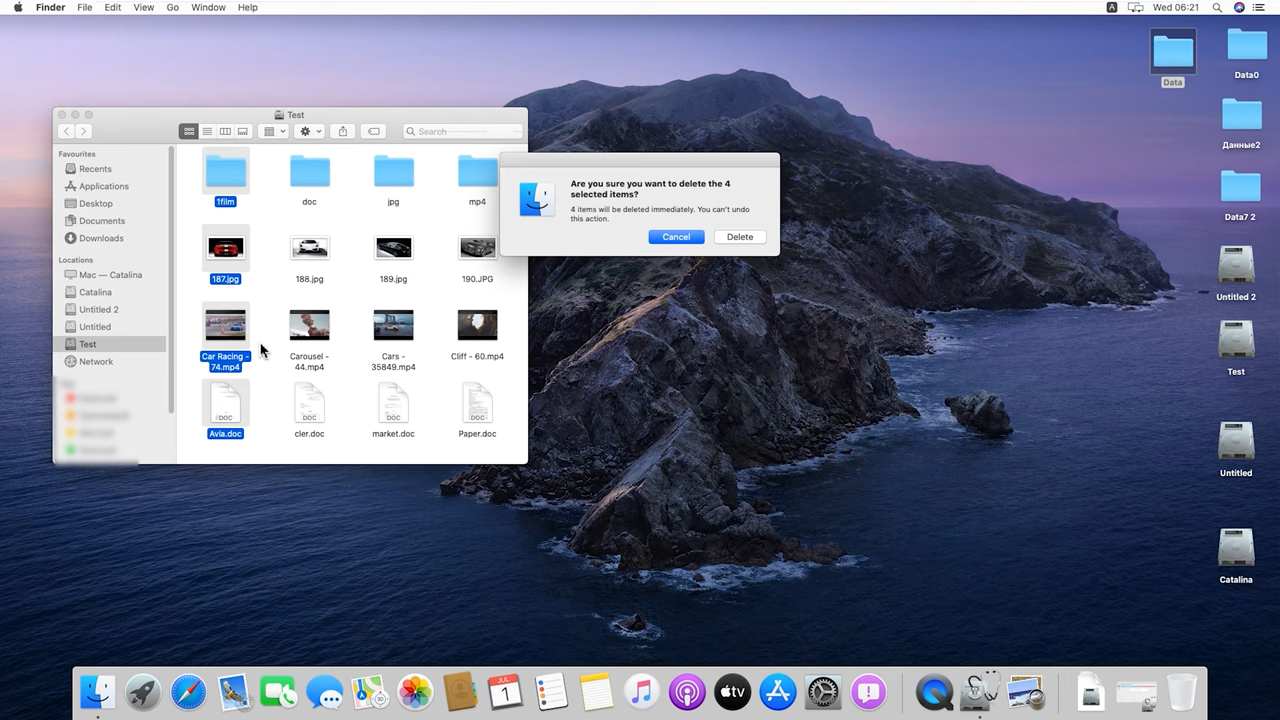 Finder File Edit View Go Window Help
A Wed 06:21
Data
Data0
Данные2
Data7 2
Untitled 2
Test
Untitled
Catalina
Test
Search
Favourites
Recents
Applications
Desktop
Documents
Downloads
Locations
Mac — Catalina
Catalina
Untitled 2
Untitled
Test
Network
1film doc jpg mp4
187.jpg 188.jpg 189.jpg 190.JPG
Car Racing - Carousel - Cars - Cliff - 60.mp4
74.mp4 44.mp4 35849.mp4
DOC DOC DOC DOC
Avia.doc cler.doc market.doc Paper.doc
Are you sure you want to delete the 4
selected items?
4 items will be deleted immediately. You can't undo
this action.
Cancel Delete
JUL
1
tv